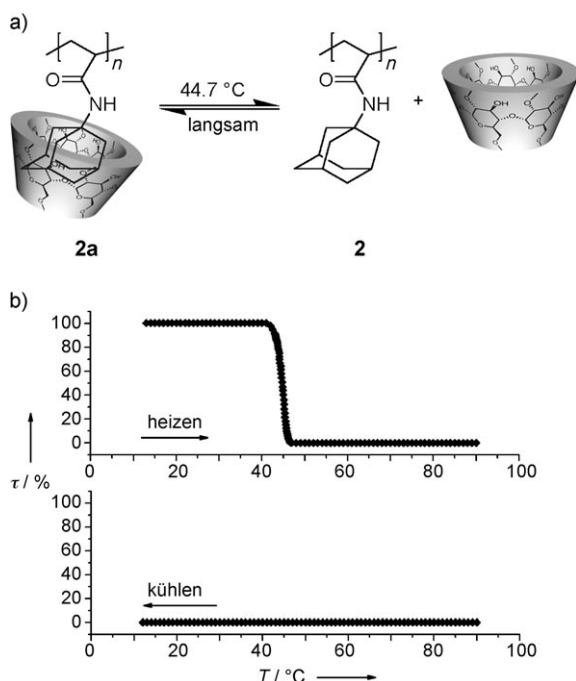 a)
n n
O NH O NH
44.7 °C
langsam
+
2a 2
b)
100
80
60
40
20
0
heizen
0 20 40 60 80 100
τ / %
100
80
60
40
20
0
kühlen
0 20 40 60 80 100
T / °C